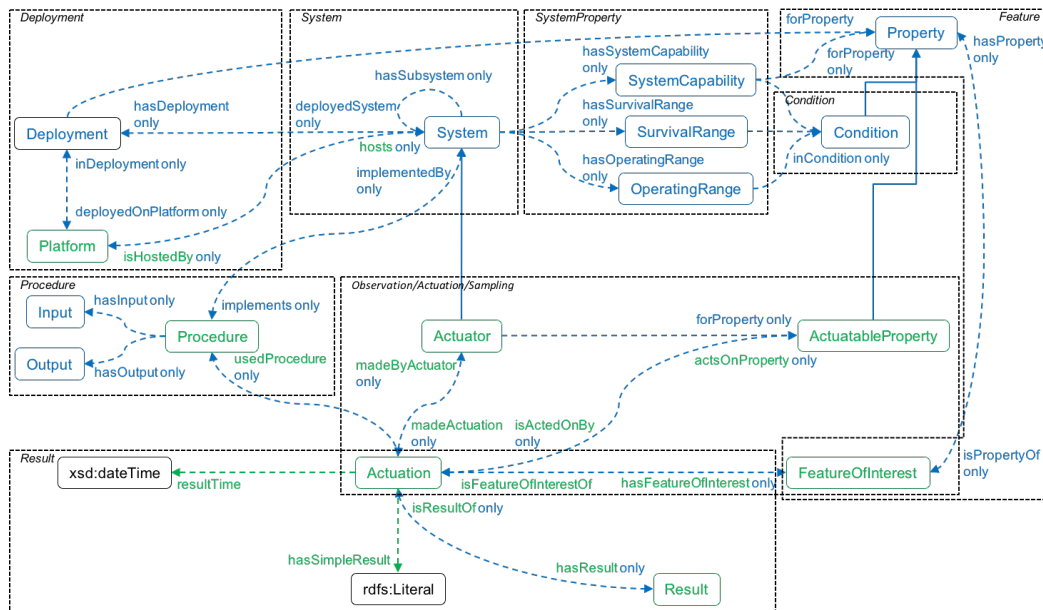 Deployment
System
SystemProperty
Feature
forProperty
only
Property
hasProperty
only
forProperty
only
hasSystemCapability
only
SystemCapability
hasSubsystem only
hasDeployment
only
deployedSystem
only
hasSurvivalRange
only
Condition
Deployment
System
SurvivalRange
Condition
hosts only
inDeployment only
implementedBy
only
hasOperatingRange
only
inCondition only
OperatingRange
deployedOnPlatform only
Platform
isHostedBy only
Procedure
Observation/Actuation/Sampling
hasInput only
Input
implements only
Procedure
Actuator
forProperty only
ActuatableProperty
Output
hasOutput only
usedProcedure
only
madeByActuator
only
actsOnProperty only
madeActuation
only
isActedOnBy
only
Result
xsd:dateTime
resultTime
Actuation
isFeatureOfInterestOf
hasFeatureOfInterest only
FeatureOfInterest
isPropertyOf
only
isResultOf only
hasSimpleResult
rdfs:Literal
hasResult only
Result